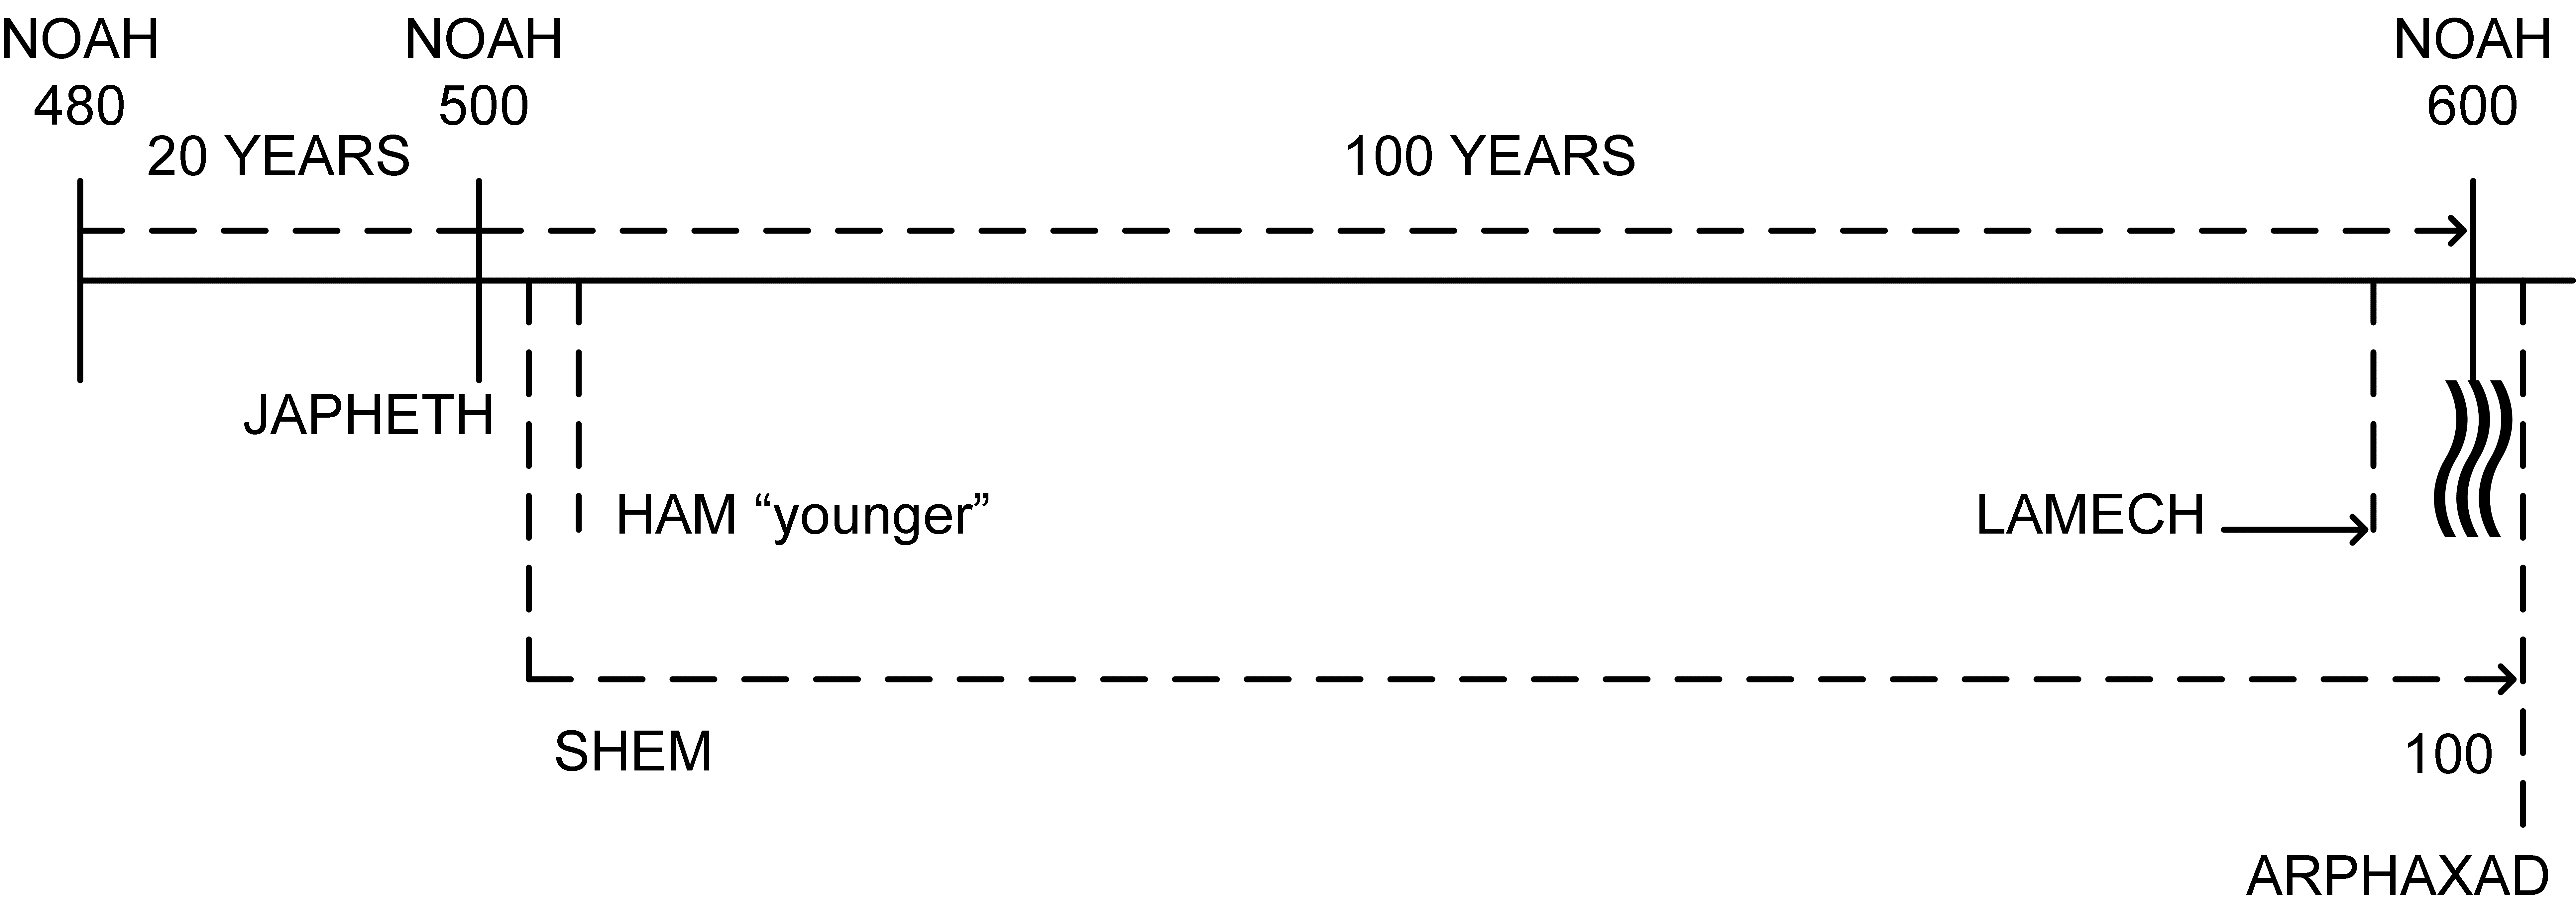 NOAH
480
NOAH
500
NOAH
600
20 YEARS
100 YEARS
JAPHETH
HAM “younger”
LAMECH
SHEM
100
ARPHAXAD